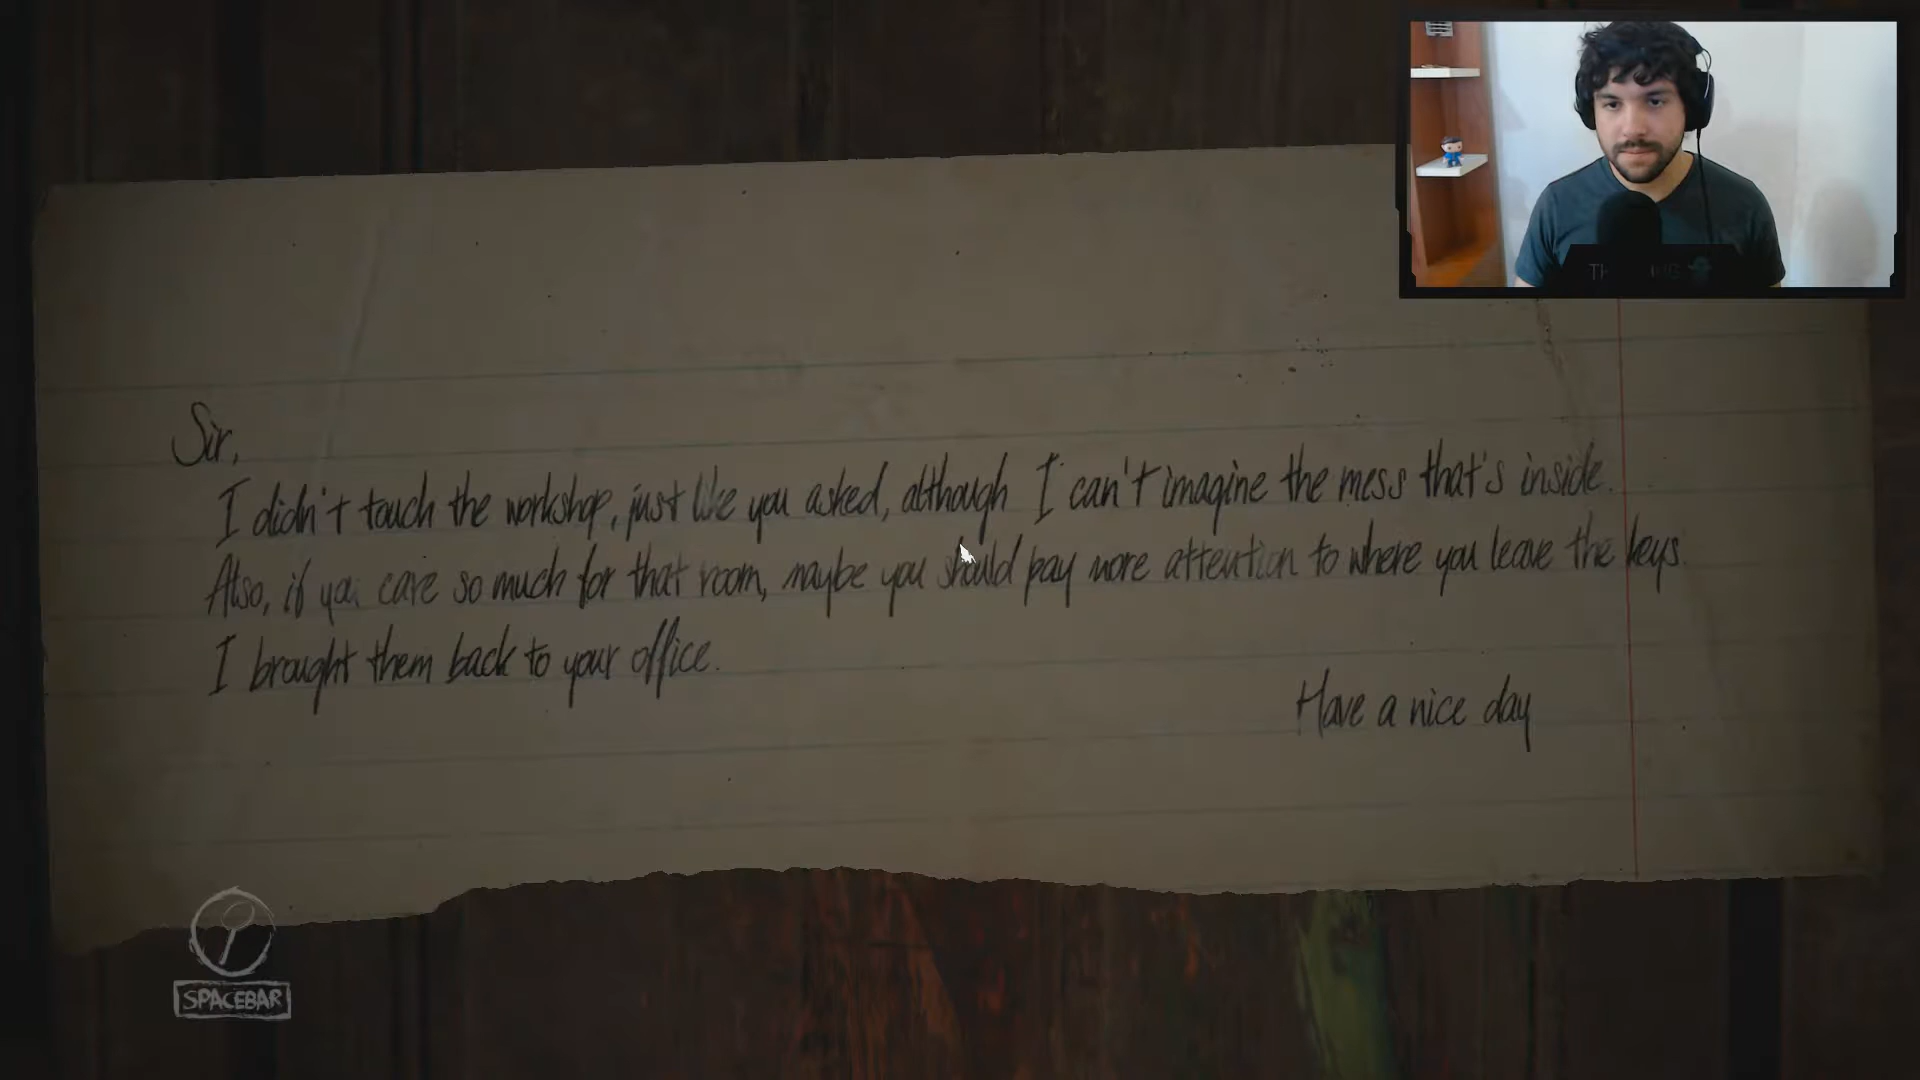 Sir,
I didn't touch the workshop, just like you asked, although I can't imagine the mess that's inside.
Also, if you care so much for that room, maybe you should pay more attention to where you leave the keys.
I brought them back to your office.
Have a nice day
SPACEBAR